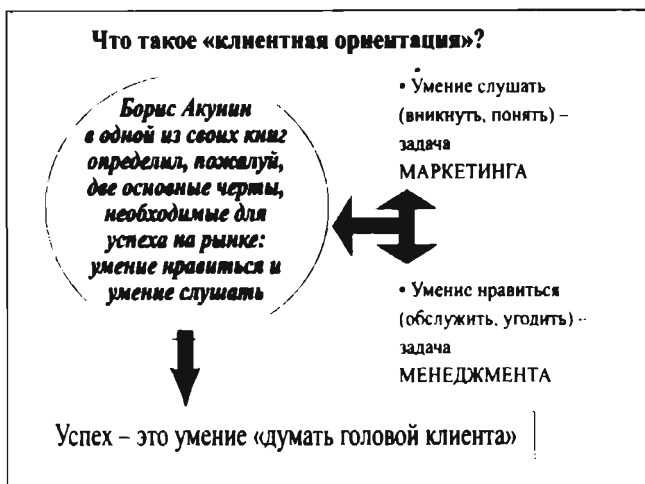 Что такое «клиентная ориентация»?
Борис Акунин
в одной из своих книг
определил, пожалуй,
две основные черты,
необходимые для
успеха на рынке:
умение нравиться и
умение слушать
• Умение слушать
(вникнуть, понять) –
задача
МАРКЕТИНГА
• Умение нравиться
(обслужить, угодить) –
задача
МЕНЕДЖМЕНТА
Успех – это умение «думать головой клиента»